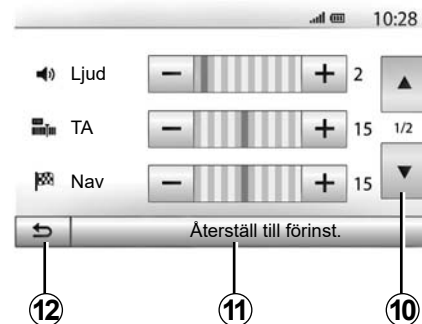 10:28
Ljud − + 2
TA − + 15 1/2
Nav − + 15
Återställ till förinst.
12 11 10